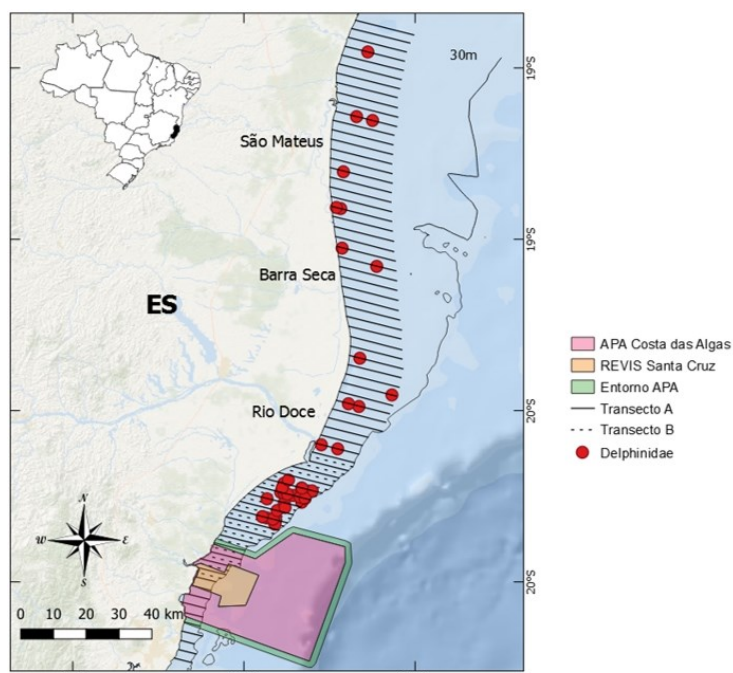 30m
19°S
São Mateus
19°S
Barra Seca
ES
Rio Doce
20°S
20°S
N
W
E
S
0 10 20 30 40 km
APA Costa das Algas
REVIS Santa Cruz
Entorno APA
Transecto A
Transecto B
Delphinidae